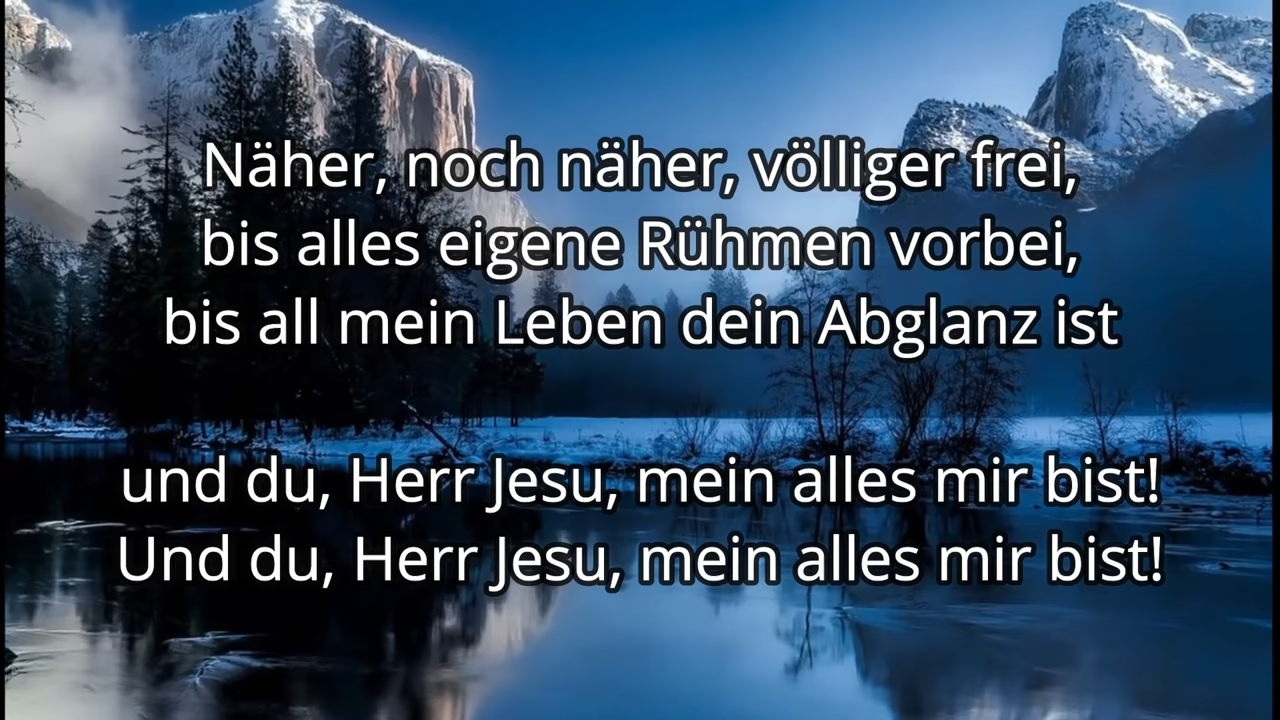 Näher, noch näher, völliger frei,
bis alles eigene Rühmen vorbei,
bis all mein Leben dein Abglanz ist
und du, Herr Jesu, mein alles mir bist!
Und du, Herr Jesu, mein alles mir bist!